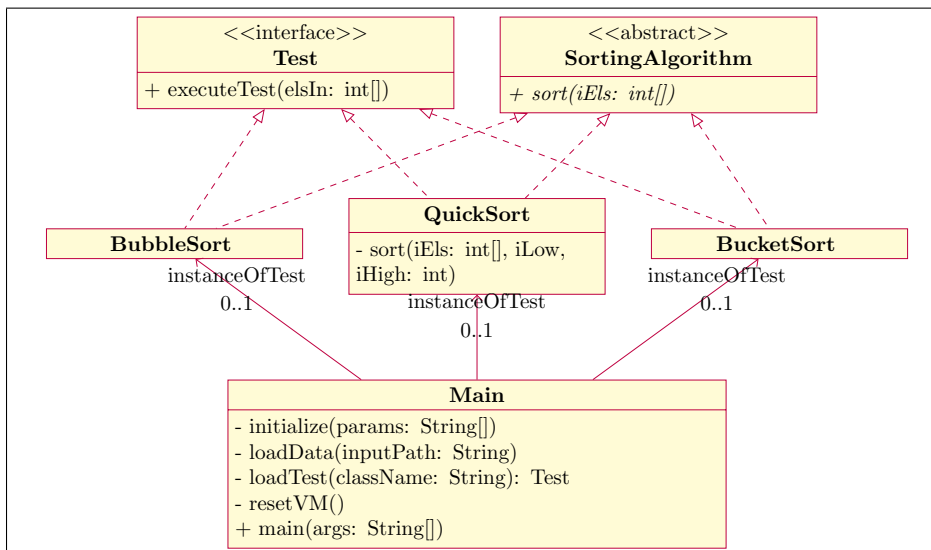 <<interface>>
Test
+ executeTest(elsIn: int[])
<<abstract>>
SortingAlgorithm
+ sort(iEls: int[])
BubbleSort
QuickSort
- sort(iEls: int[], iLow,
iHigh: int)
BucketSort
instanceOfTest
0..1
instanceOfTest
0..1
instanceOfTest
0..1
Main
- initialize(params: String[])
- loadData(inputPath: String)
- loadTest(className: String): Test
- resetVM()
+ main(args: String[])